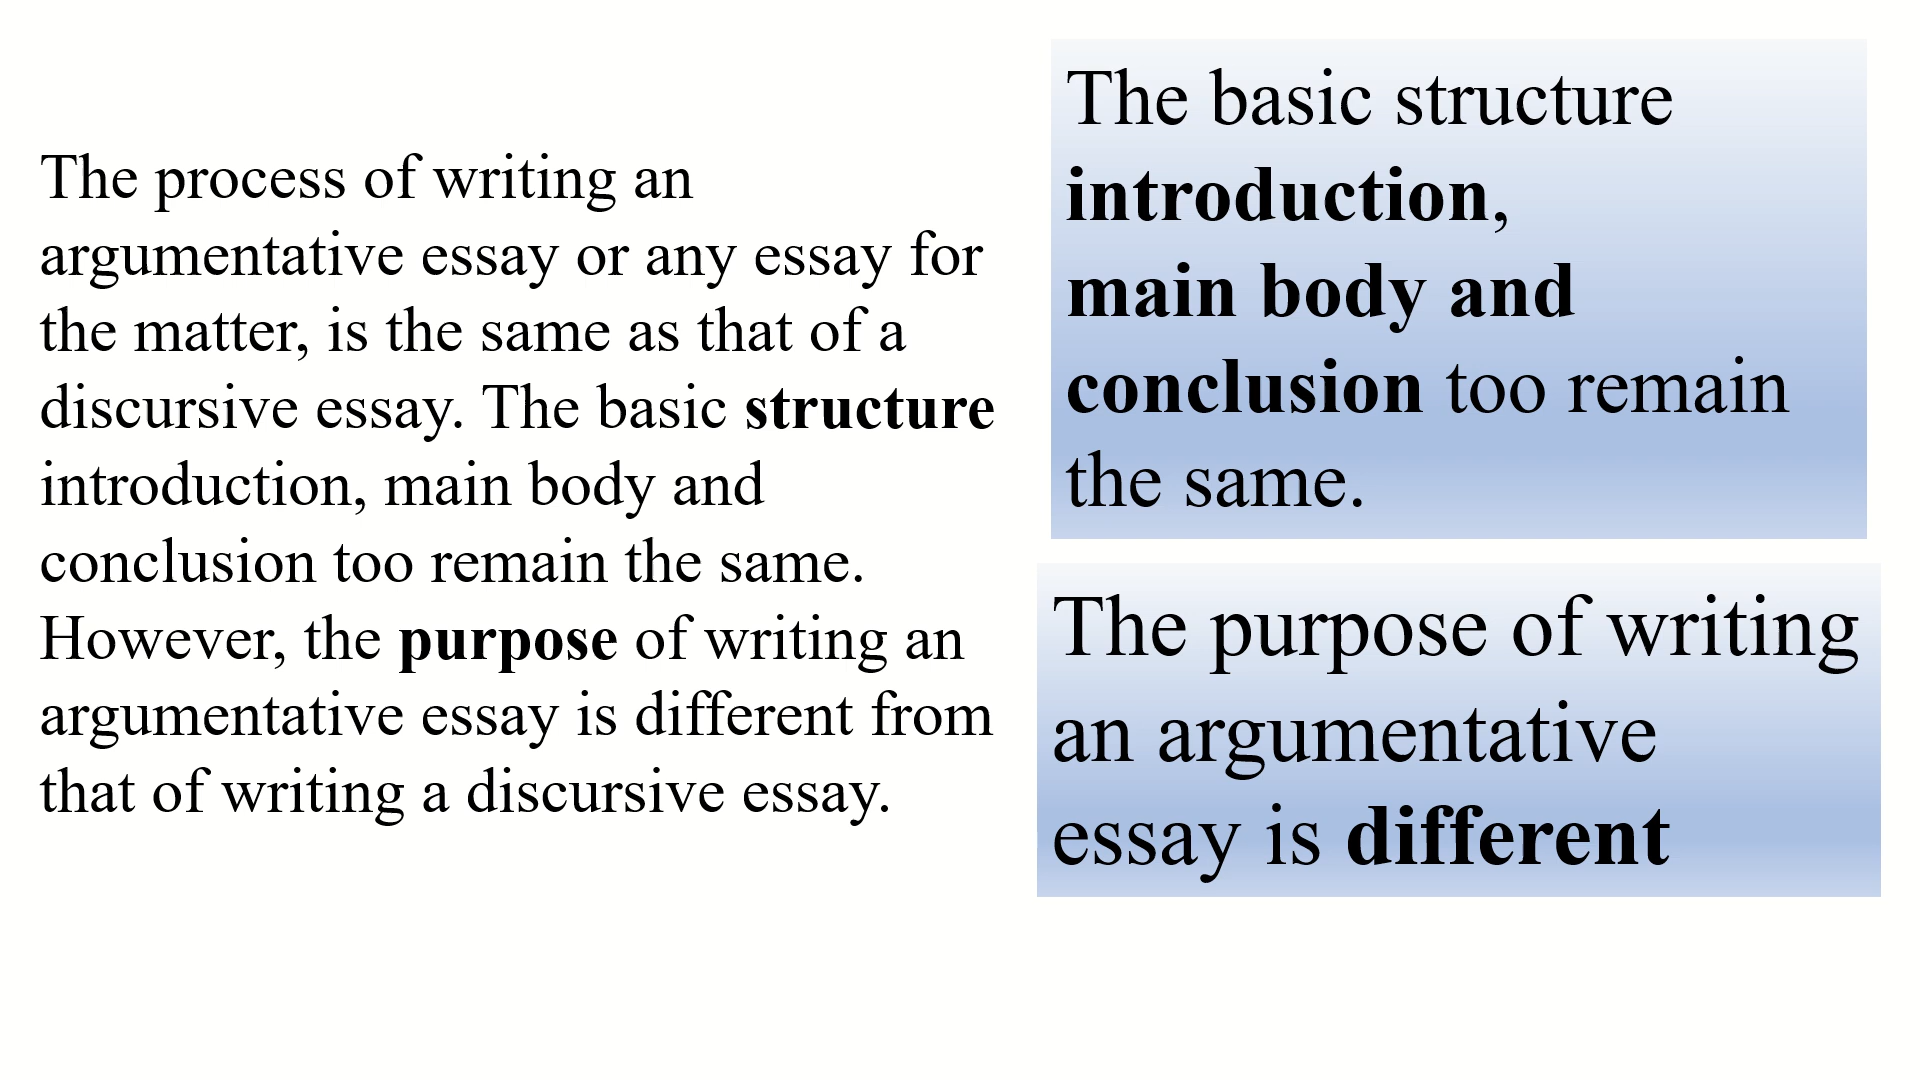 The process of writing an
argumentative essay or any essay for
the matter, is the same as that of a
discursive essay. The basic structure
introduction, main body and
conclusion too remain the same.
However, the purpose of writing an
argumentative essay is different from
that of writing a discursive essay.
The basic structure
introduction,
main body and
conclusion too remain
the same.
The purpose of writing
an argumentative
essay is different